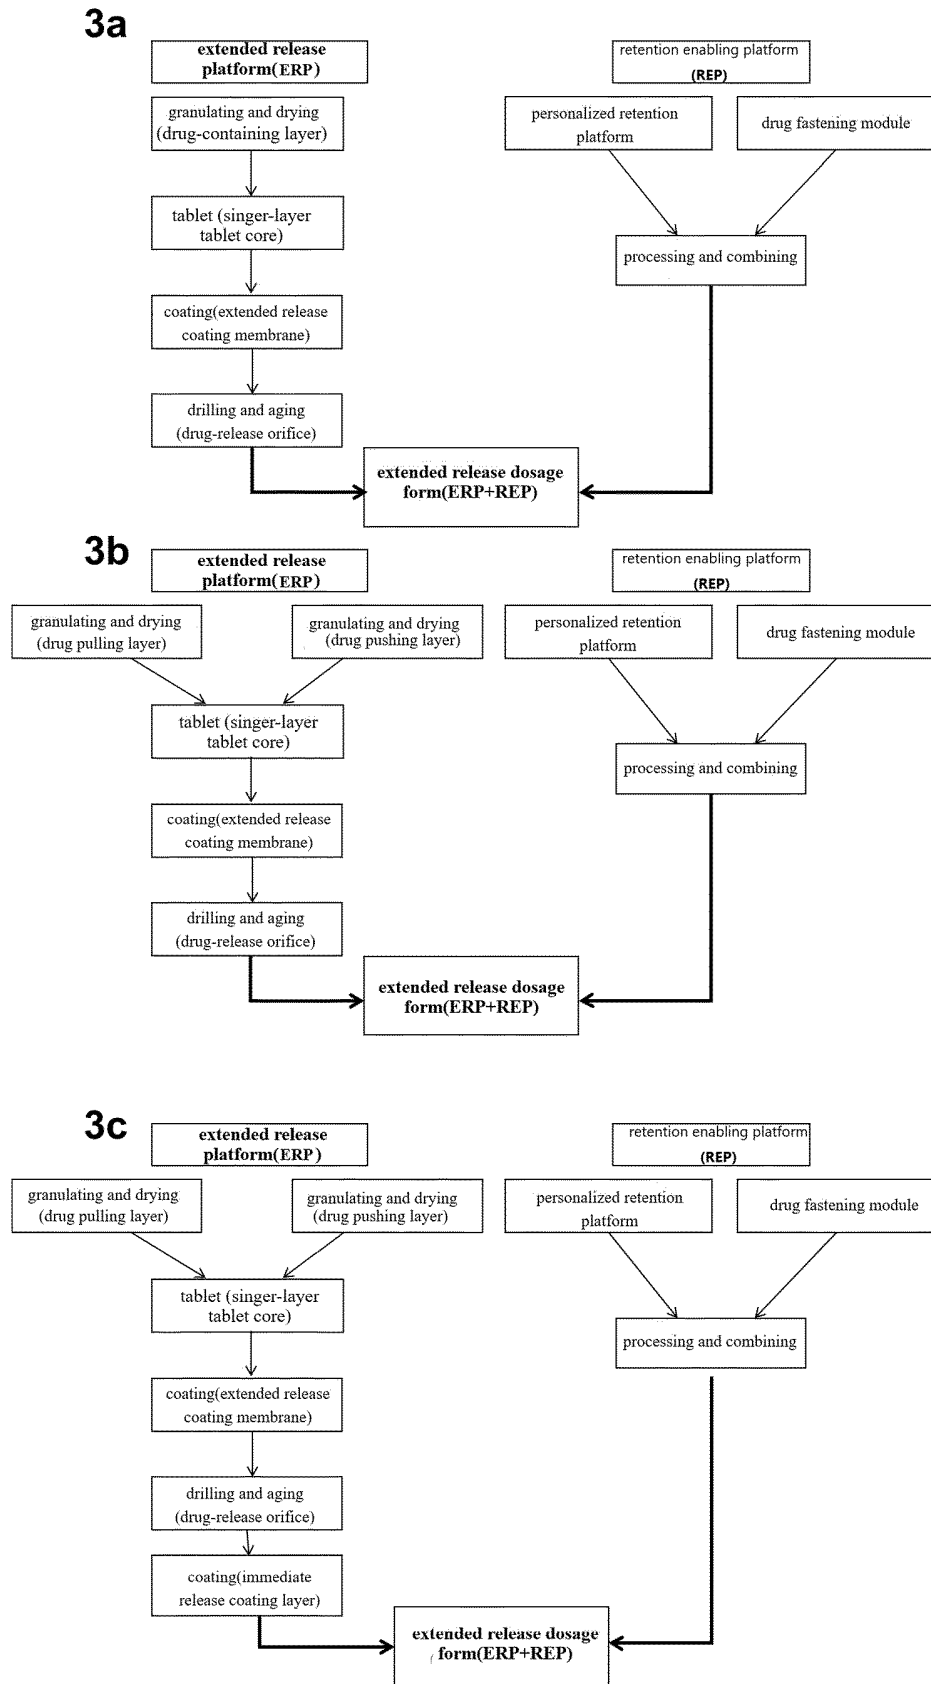 3a
extended release
platform(ERP)
retention enabling platform
(REP)
granulating and drying
(drug-containing layer)
personalized retention
platform
drug fastening module
tablet (singer-layer
tablet core)
processing and combining
coating(extended release
coating membrane)
drilling and aging
(drug-release orifice)
extended release dosage
form(ERP+REP)
3b
extended release
platform(ERP)
retention enabling platform
(REP)
granulating and drying
(drug pulling layer)
granulating and drying
(drug pushing layer)
personalized retention
platform
drug fastening module
tablet (singer-layer
tablet core)
processing and combining
coating(extended release
coating membrane)
drilling and aging
(drug-release orifice)
extended release dosage
form(ERP+REP)
3c
extended release
platform(ERP)
retention enabling platform
(REP)
granulating and drying
(drug pulling layer)
granulating and drying
(drug pushing layer)
personalized retention
platform
drug fastening module
tablet (singer-layer
tablet core)
processing and combining
coating(extended release
coating membrane)
drilling and aging
(drug-release orifice)
coating(immediate
release coating layer)
extended release dosage
form(ERP+REP)